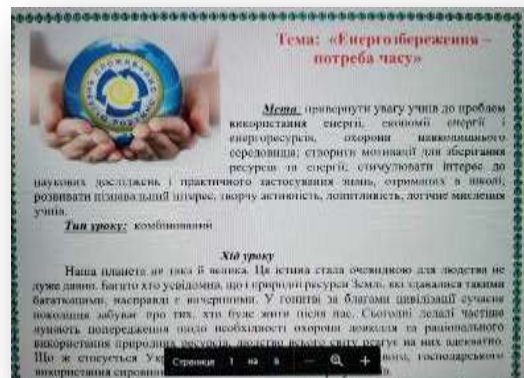 Тема: «Енергозбереження –
потреба часу»
Мета: привернути увагу учнів до проблем
використання енергії, економії енергії і
енергоресурсів, охорони навколишнього
середовища; створити мотивації для зберігання
ресурсів та енергії; стимулювати інтерес до
наукових досліджень і практичного застосування знань, отриманих в школі;
розвивати пізнавальний інтерес, творчу активність, допитливість, логічне мислення
учнів.
Тип уроку: комбінований
Хід уроку
Наша планета не така й велика. Ця істина стала очевидною для людства не
дуже давно. Багато хто усвідомив, що і природні ресурси Землі, які здавалися такими
багатющими, насправді є вичерпними. У гонитві за благами цивілізації сучасне
покоління забуває про тих, хто буде жити після нас. Сьогодні дедалі частіше
лунають попередження щодо необхідності охорони довкілля та раціонального
використання природних ресурсів, людство всього світу реагує на них адекватно.
Що ж стосується господарського
використання
Страница 1 на 6 — +